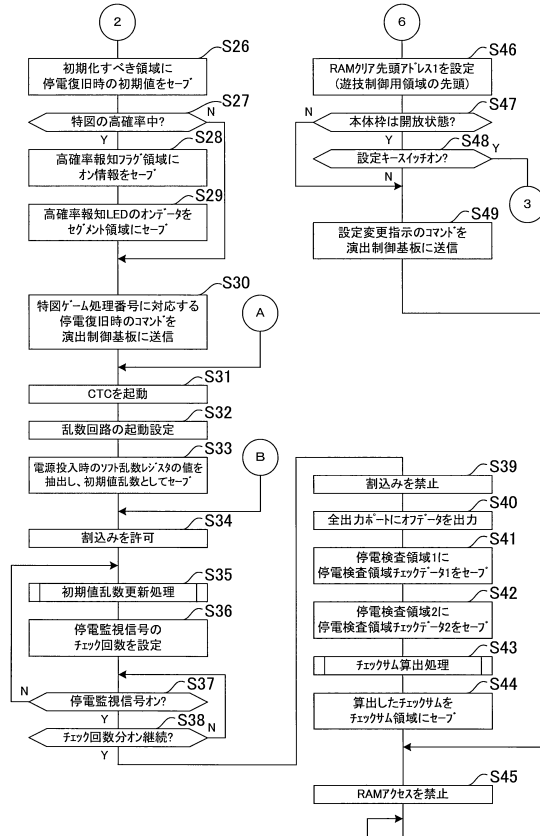 2
S26
初期化すべき領域に
停電復旧時の初期値をセーブ
S27
特図の高確率中?
N
Y
S28
高確率報知フラグ領域に
オン情報をセーブ
S29
高確率報知LEDのオンデータを
セグメント領域にセーブ
S30
特図ゲーム処理番号に対応する
停電復旧時のコマンドを
演出制御基板に送信
A
S31
CTCを起動
S32
乱数回路の起動設定
S33
電源投入時のソフト乱数レジスタの値を
抽出し、初期値乱数としてセーブ
B
S34
割込みを許可
S35
初期値乱数更新処理
S36
停電監視信号の
チェック回数を設定
S37
N
停電監視信号オン?
Y
S38
N
チェック回数分オン継続?
Y
6
S46
RAMクリア先頭アドレス1を設定
(遊技制御用領域の先頭)
S47
N
本体枠は開放状態?
Y
S48
設定キースイッチオン?
Y
N
3
S49
設定変更指示のコマンドを
演出制御基板に送信
S39
割込みを禁止
S40
全出力ポートにオフデータを出力
S41
停電検査領域1に
停電検査領域チェックデータ1をセーブ
S42
停電検査領域2に
停電検査領域チェックデータ2をセーブ
S43
チェックサム算出処理
S44
算出したチェックサムを
チェックサム領域にセーブ
S45
RAMアクセスを禁止